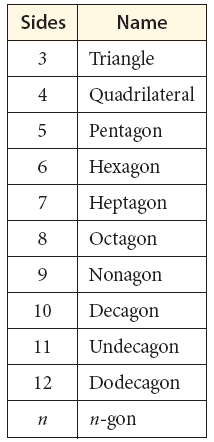 Sides Name
3 Triangle
4 Quadrilateral
5 Pentagon
6 Hexagon
7 Heptagon
8 Octagon
9 Nonagon
10 Decagon
11 Undecagon
12 Dodecagon
n n-gon